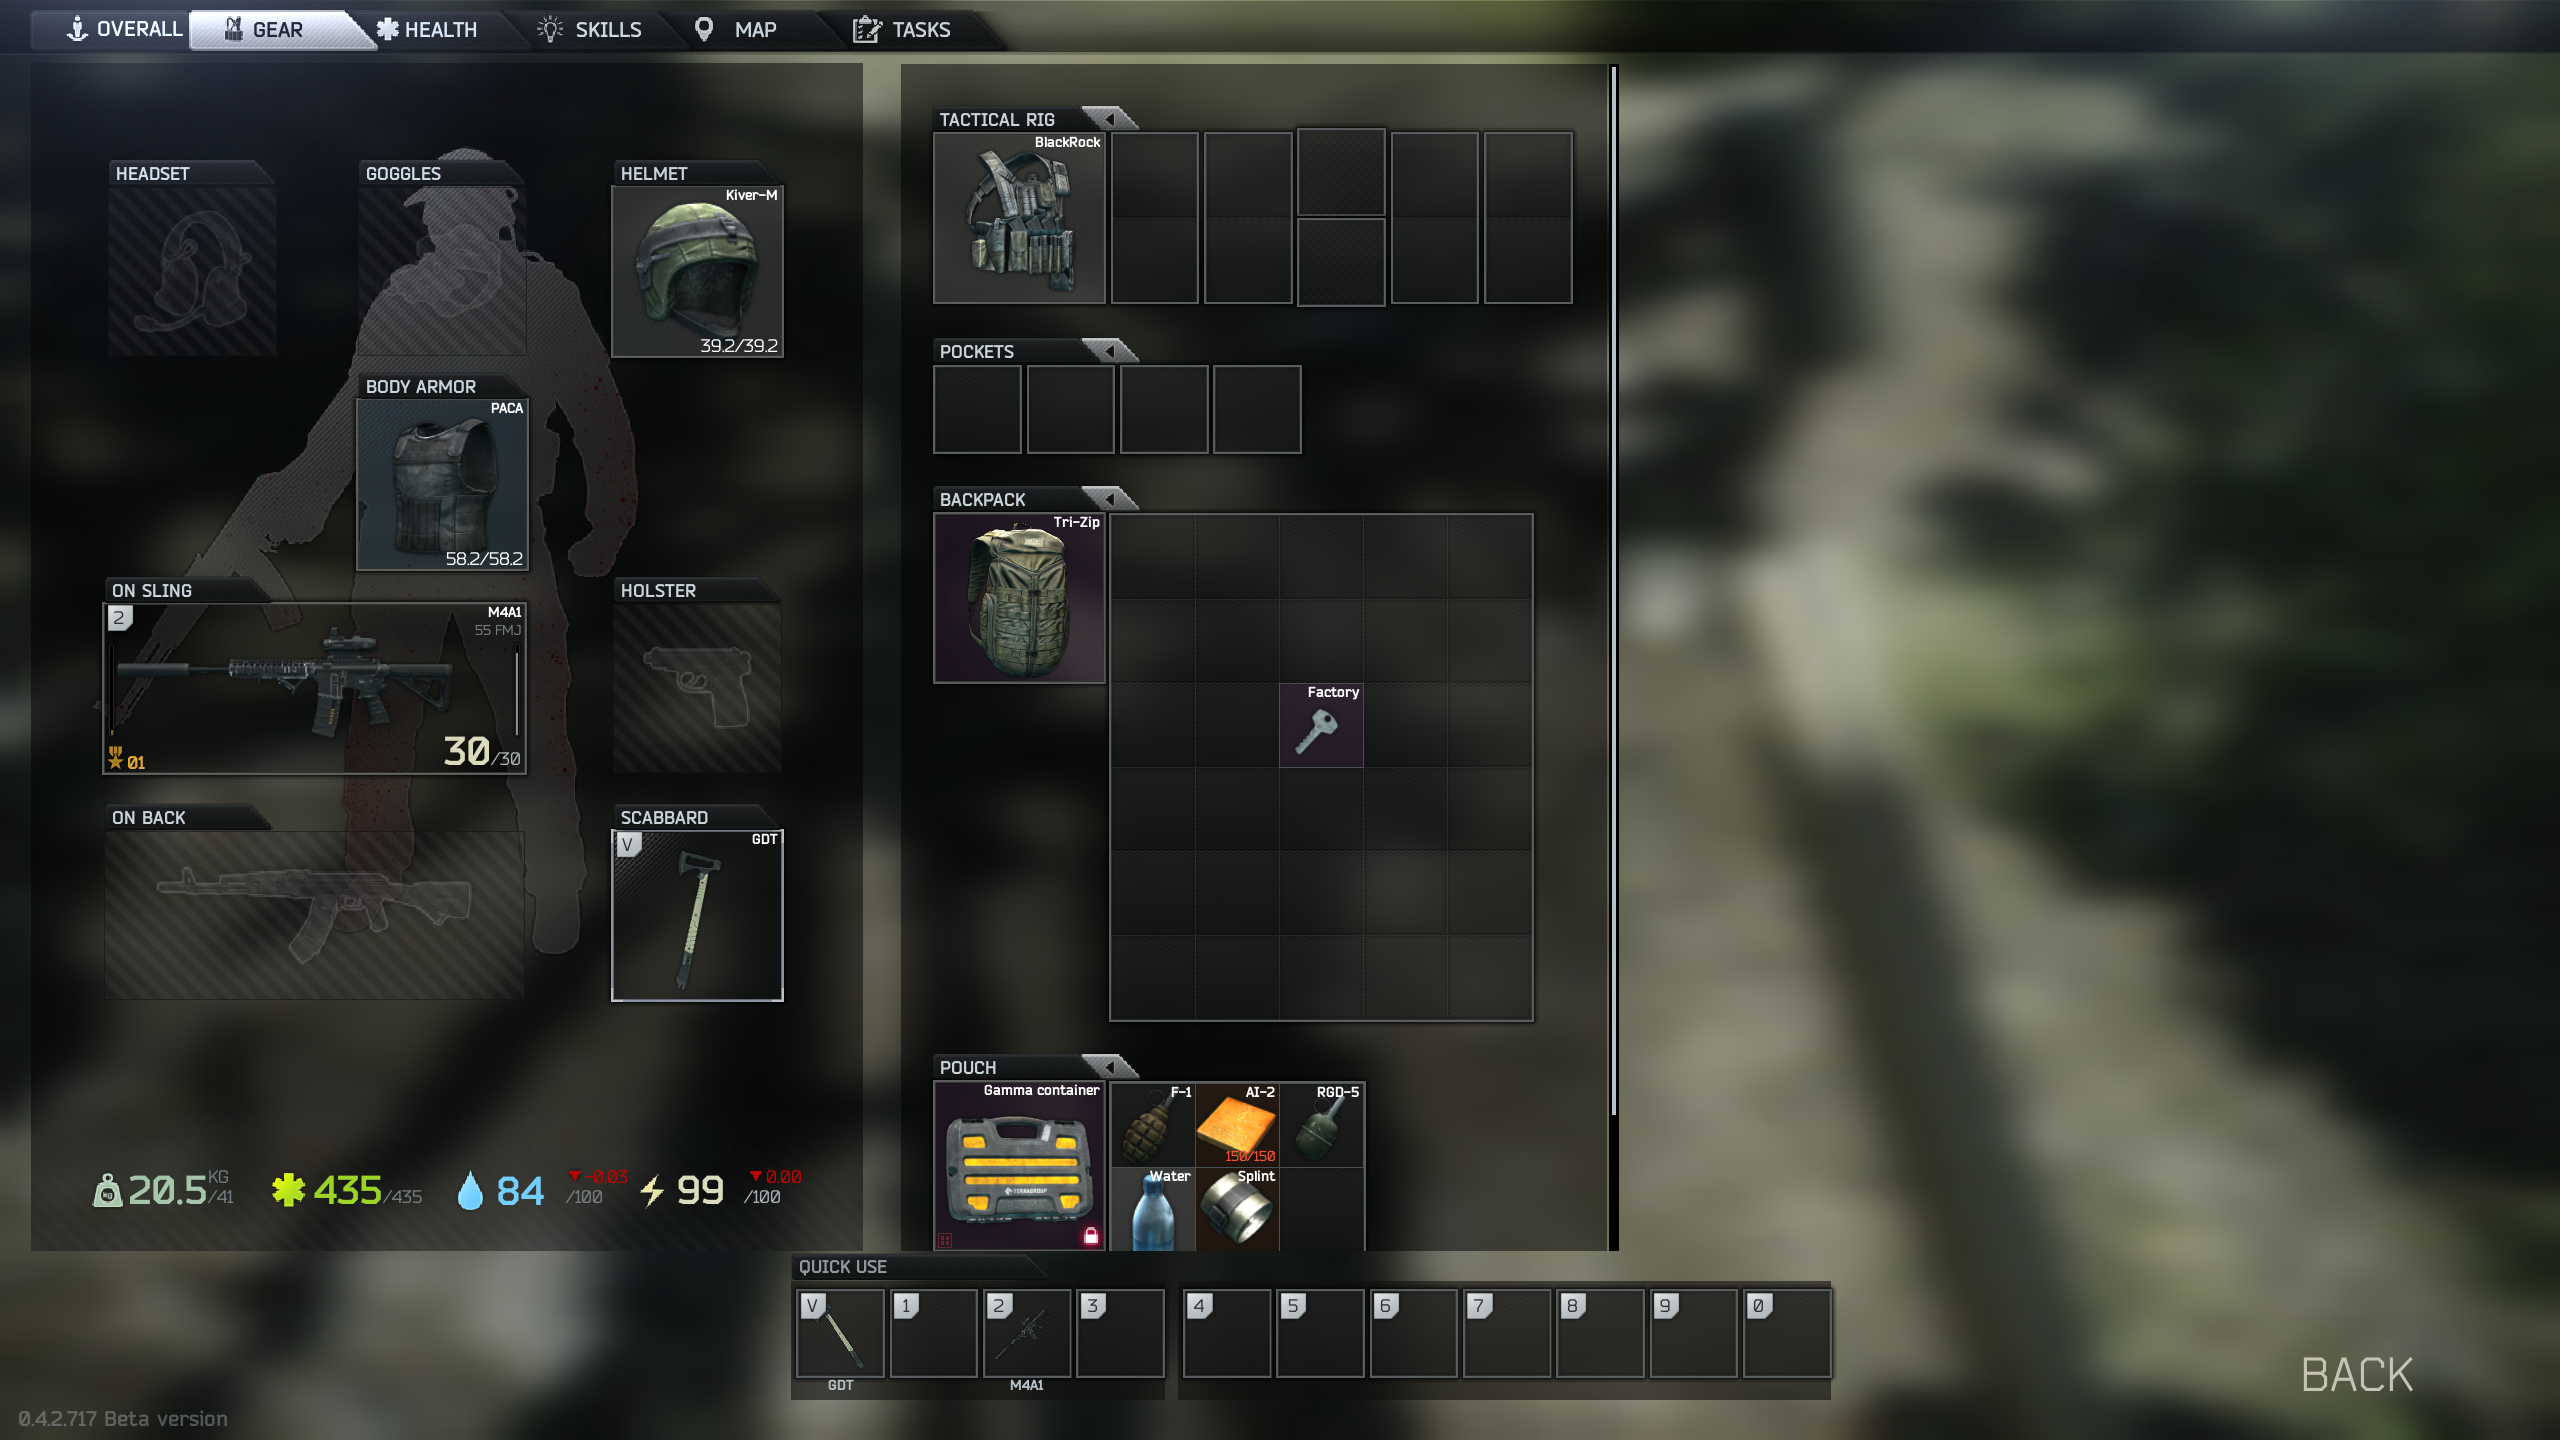 OVERALL
GEAR
HEALTH
SKILLS
MAP
TASKS
HEADSET
GOGGLES
HELMET
Kiver-M
39.2/39.2
BODY ARMOR
PACA
58.2/58.2
ON SLING
2
M4A1
55 FMJ
01
30/30
HOLSTER
ON BACK
SCABBARD
V
GDT
20.5 KG /41
435/435
84 -0.03 /100
99 0.00 /100
TACTICAL RIG
BlackRock
POCKETS
BACKPACK
Tri-Zip
Factory
POUCH
Gamma container
TERRAGROUP
F-1
AI-2
150/150
RGD-5
Water
Splint
QUICK USE
V
1
2
3
4
5
6
7
8
9
0
GDT
M4A1
BACK
0.4.2.717 Beta version